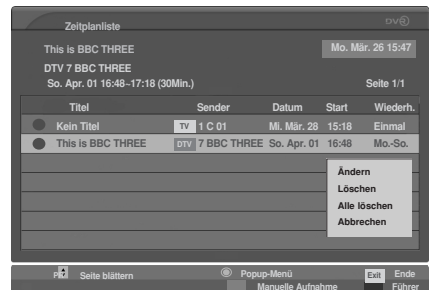 Zeitplanliste
DVB
This is BBC THREE Mo. Mär. 26 15:47
DTV 7 BBC THREE
So. Apr. 01 16:48~17:18 (30Min.) Seite 1/1
Titel Sender Datum Start Wiederh.
Kein Titel TV 1 C 01 Mi. Mär. 28 15:18 Einmal
This is BBC THREE DTV 7 BBC THREE So. Apr. 01 16:48 Mo.-So.
Ändern
Löschen
Alle löschen
Abbrechen
Seite blättern Popup-Menü Exit Ende
Manuelle Aufnahme Führer